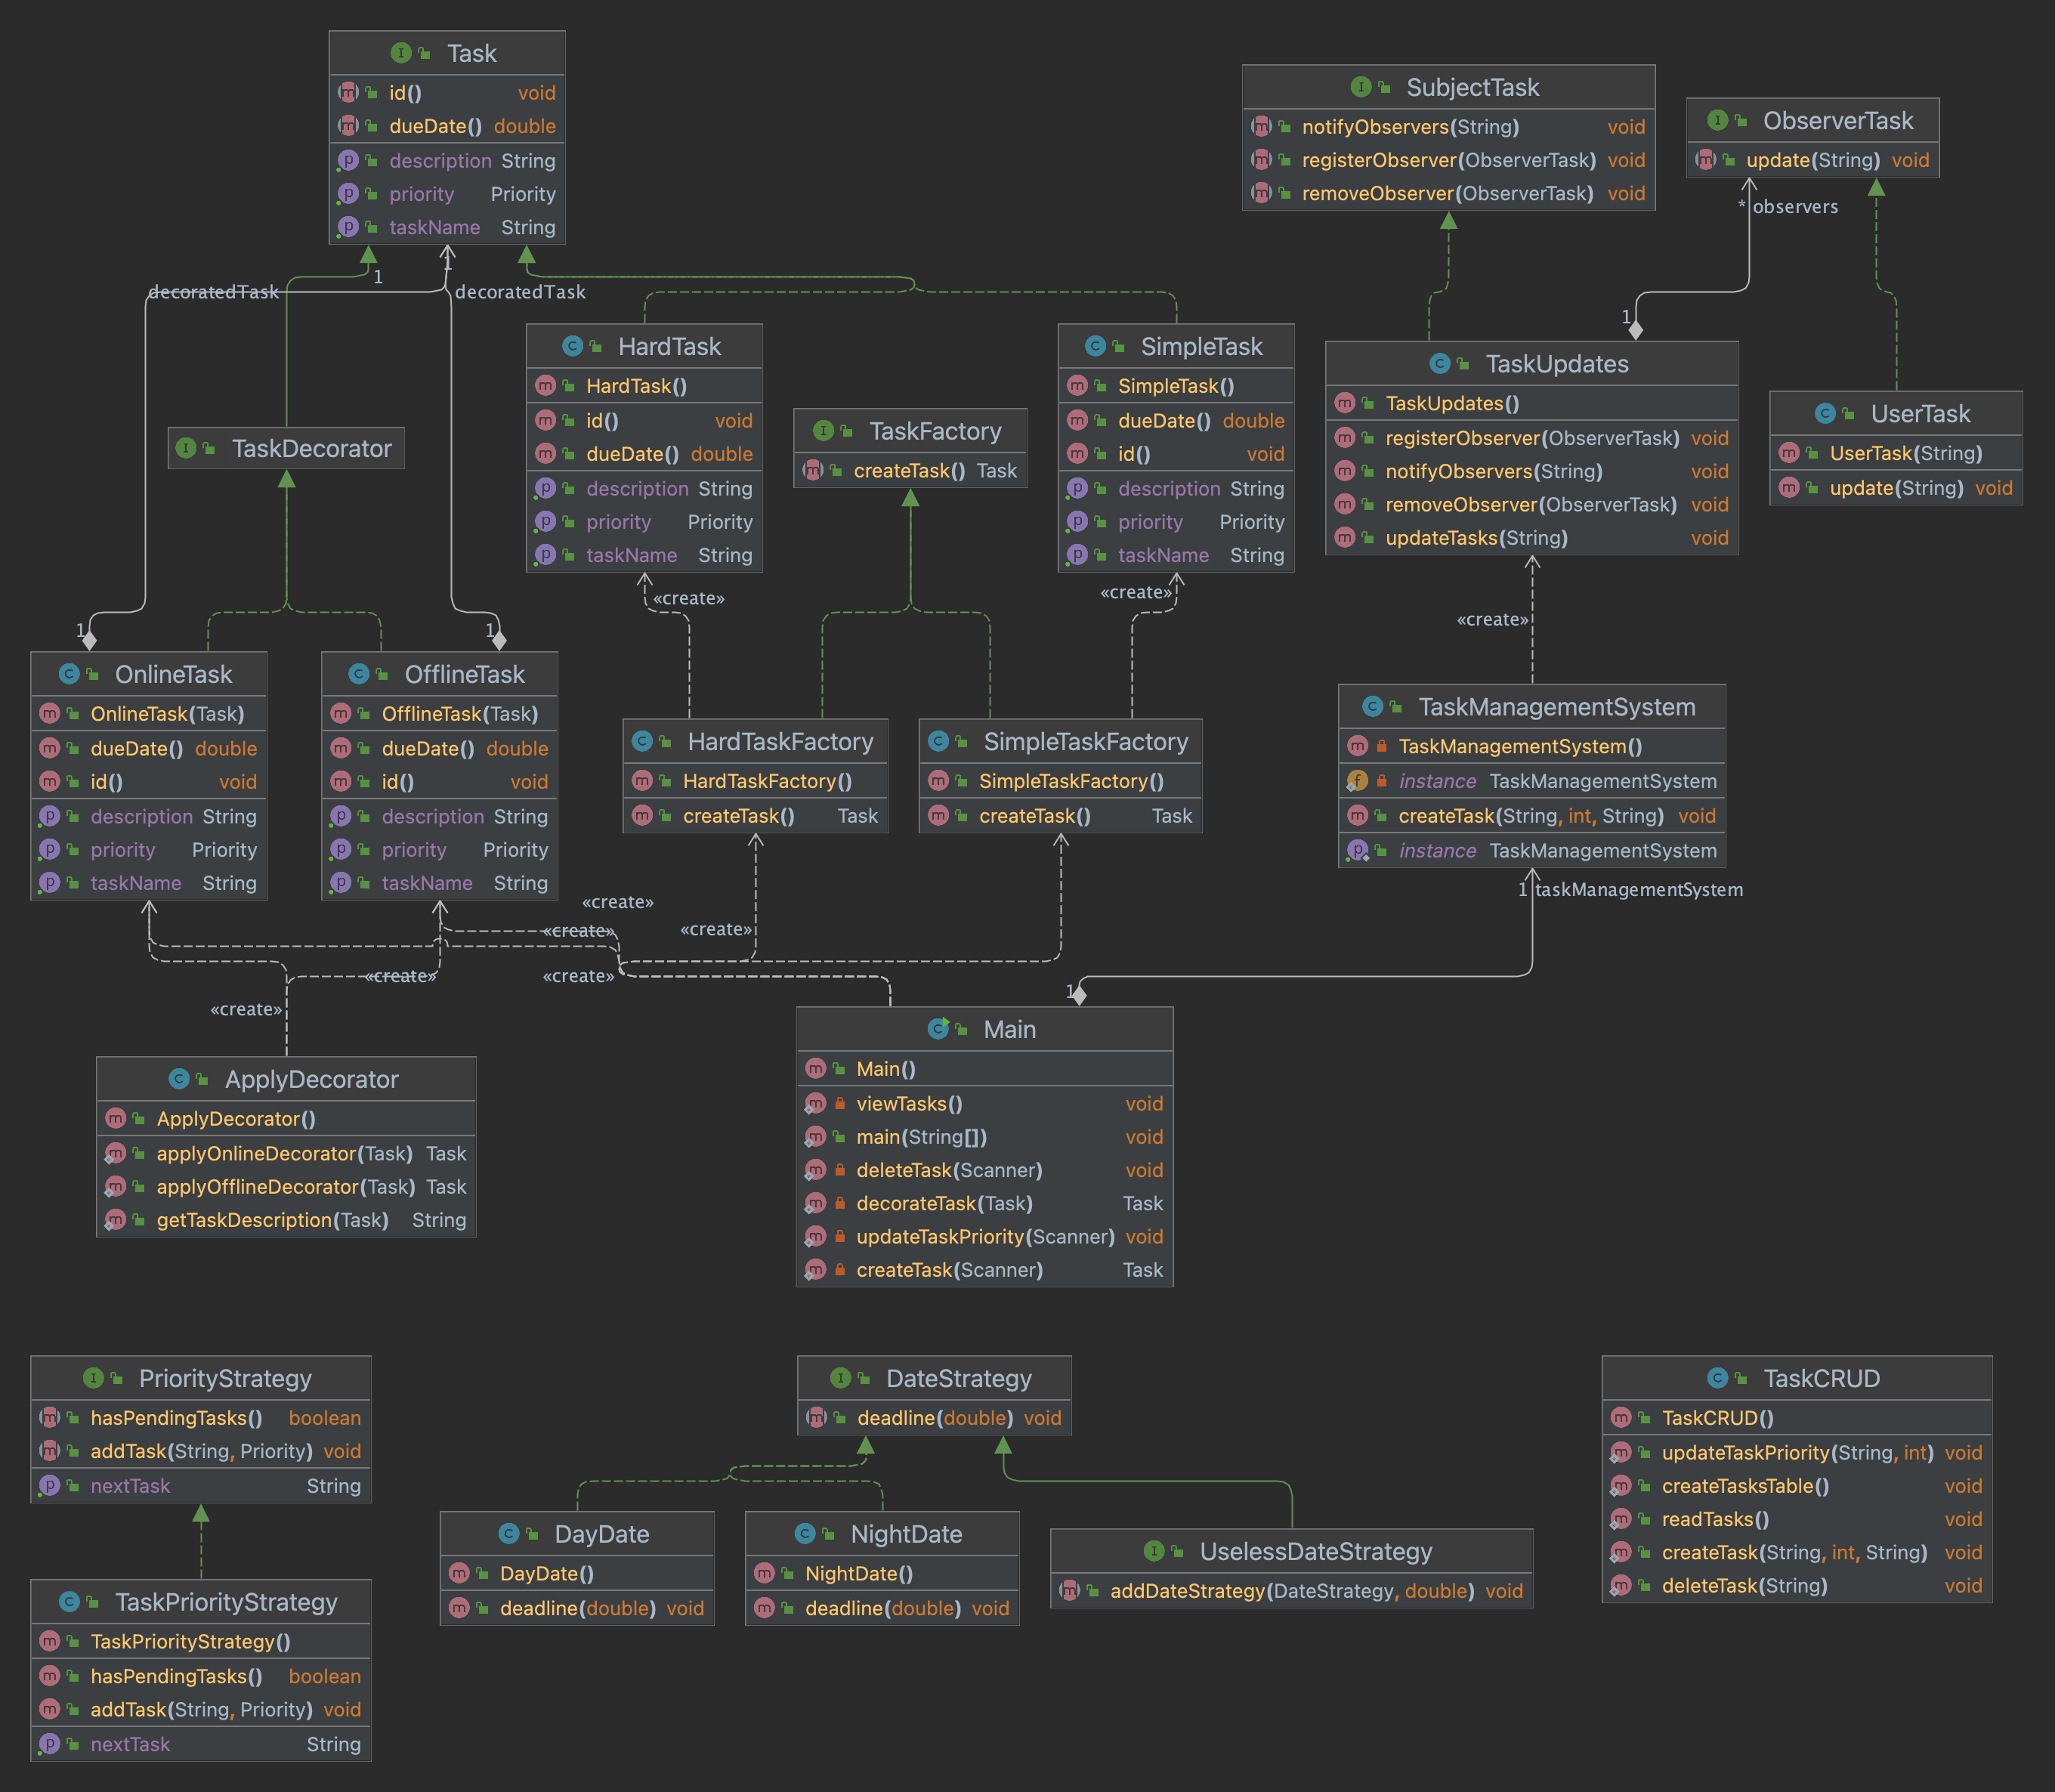 Task
id() void
dueDate() double
description String
priority Priority
taskName String
1
1
decoratedTask
decoratedTask
SubjectTask
notifyObservers(String) void
registerObserver(ObserverTask) void
removeObserver(ObserverTask) void
ObserverTask
update(String) void
* observers
1
HardTask
HardTask()
id() void
dueDate() double
description String
priority Priority
taskName String
SimpleTask
SimpleTask()
dueDate() double
id() void
description String
priority Priority
taskName String
TaskFactory
createTask() Task
TaskUpdates
TaskUpdates()
registerObserver(ObserverTask) void
notifyObservers(String) void
removeObserver(ObserverTask) void
updateTasks(String) void
UserTask
UserTask(String)
update(String) void
TaskDecorator
«create»
«create»
«create»
1
1
OnlineTask
OnlineTask(Task)
dueDate() double
id() void
description String
priority Priority
taskName String
OfflineTask
OfflineTask(Task)
dueDate() double
id() void
description String
priority Priority
taskName String
HardTaskFactory
HardTaskFactory()
createTask() Task
SimpleTaskFactory
SimpleTaskFactory()
createTask() Task
TaskManagementSystem
TaskManagementSystem()
instance TaskManagementSystem
createTask(String, int, String) void
instance TaskManagementSystem
1 taskManagementSystem
«create»
«create»
«create»
«create»
«create»
«create»
1
ApplyDecorator
ApplyDecorator()
applyOnlineDecorator(Task) Task
applyOfflineDecorator(Task) Task
getTaskDescription(Task) String
Main
Main()
viewTasks() void
main(String[]) void
deleteTask(Scanner) void
decorateTask(Task) Task
updateTaskPriority(Scanner) void
createTask(Scanner) Task
PriorityStrategy
hasPendingTasks() boolean
addTask(String, Priority) void
nextTask String
TaskPriorityStrategy
TaskPriorityStrategy()
hasPendingTasks() boolean
addTask(String, Priority) void
nextTask String
DateStrategy
deadline(double) void
DayDate
DayDate()
deadline(double) void
NightDate
NightDate()
deadline(double) void
UselessDateStrategy
addDateStrategy(DateStrategy, double) void
TaskCRUD
TaskCRUD()
updateTaskPriority(String, int) void
createTasksTable() void
readTasks() void
createTask(String, int, String) void
deleteTask(String) void